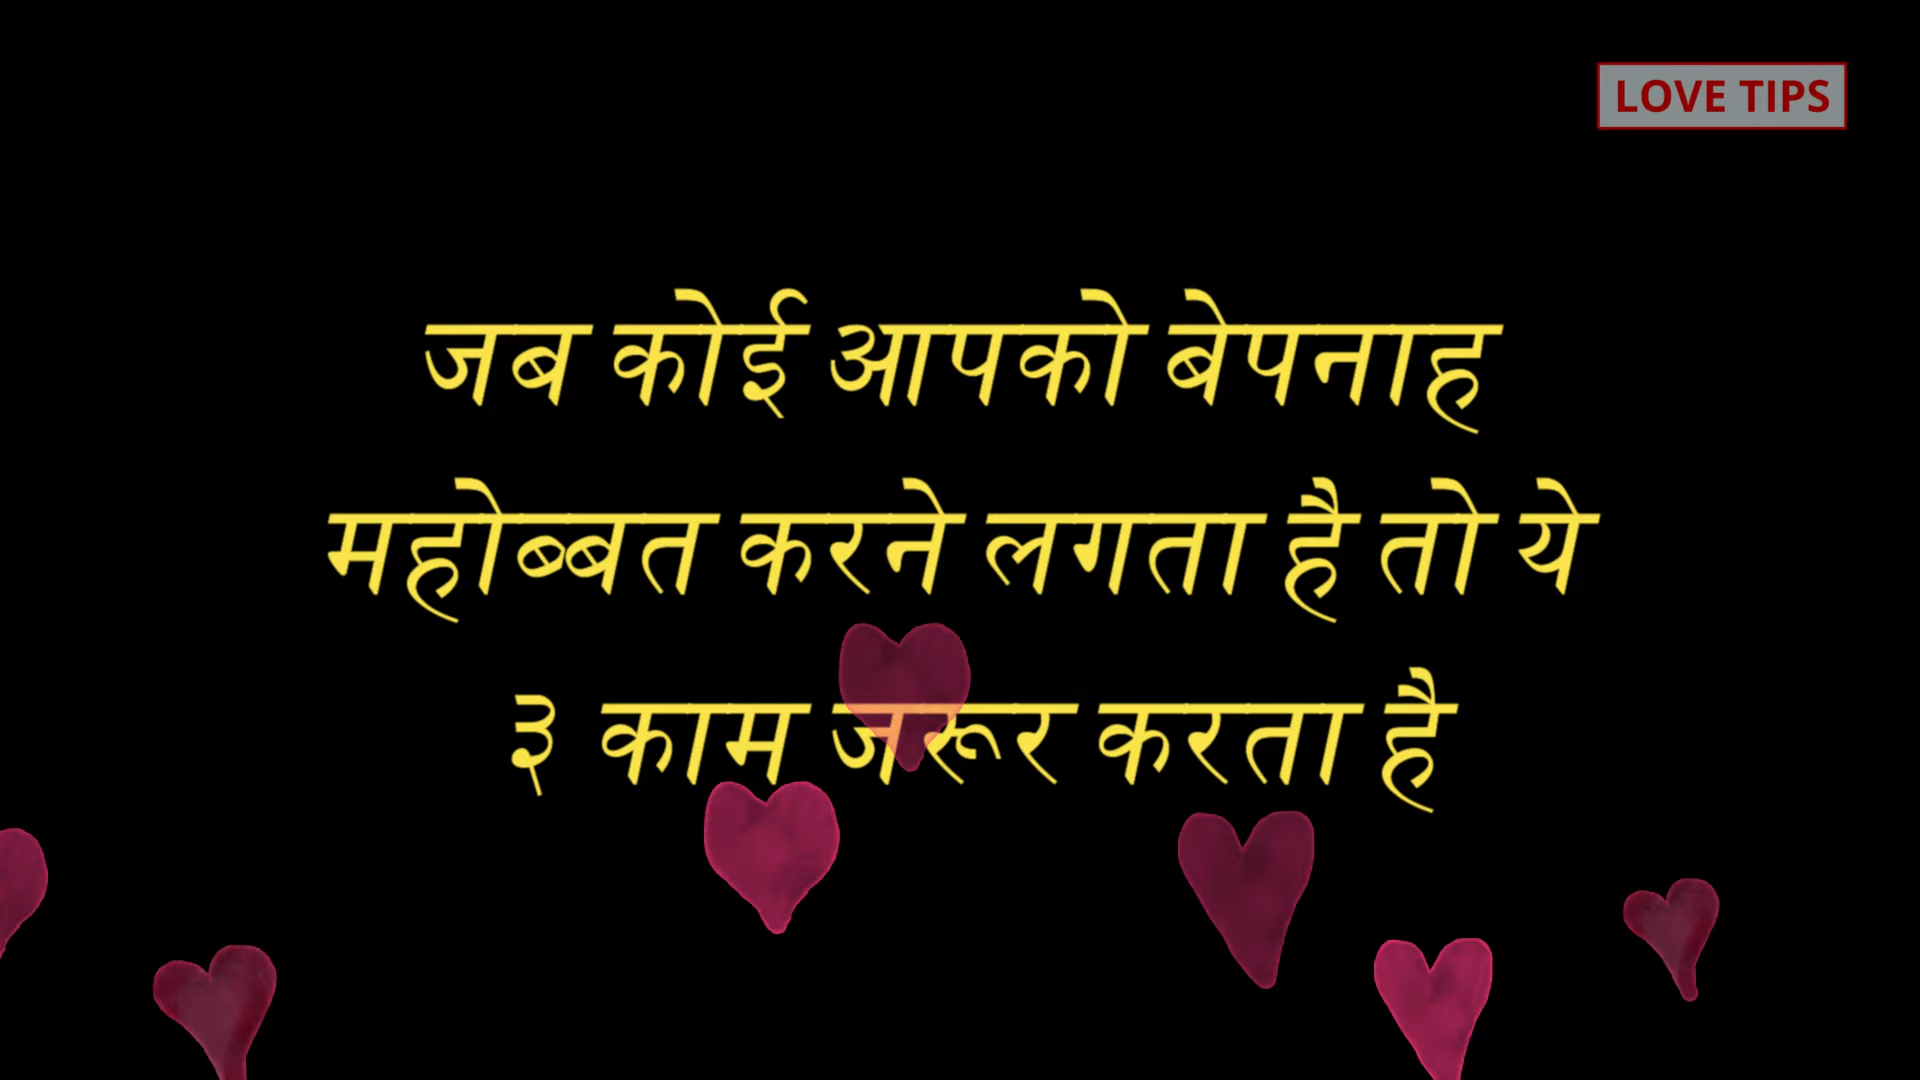 LOVE TIPS
जब कोई आपको बेपनाह
महोब्बत करने लगता है तो ये
३ काम जरूर करता है